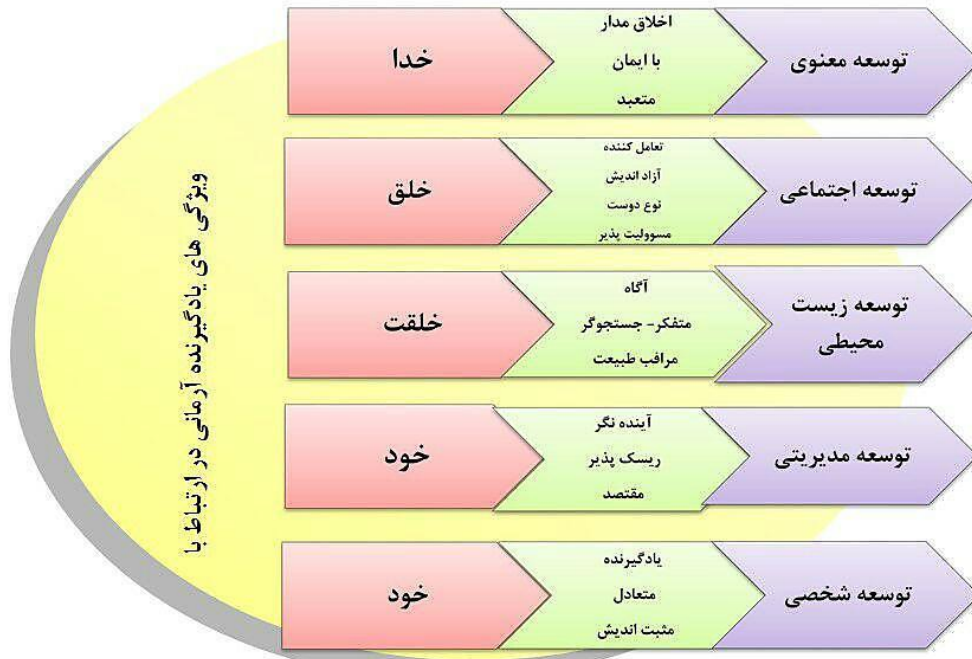 ویژگی های یادگیرنده آرمانی در ارتباط با
خدا
اخلاق مدار
با ایمان
متعبد
توسعه معنوی
خلق
تعامل کننده
آزاد اندیش
نوع دوست
مسوولیت پذیر
توسعه اجتماعی
خلقت
آگاه
متفکر- جستجوگر
مراقب طبیعت
توسعه زیست
محیطی
خود
آینده نگر
ریسک پذیر
مقتصد
توسعه مدیریتی
خود
یادگیرنده
متعادل
مثبت اندیش
توسعه شخصی